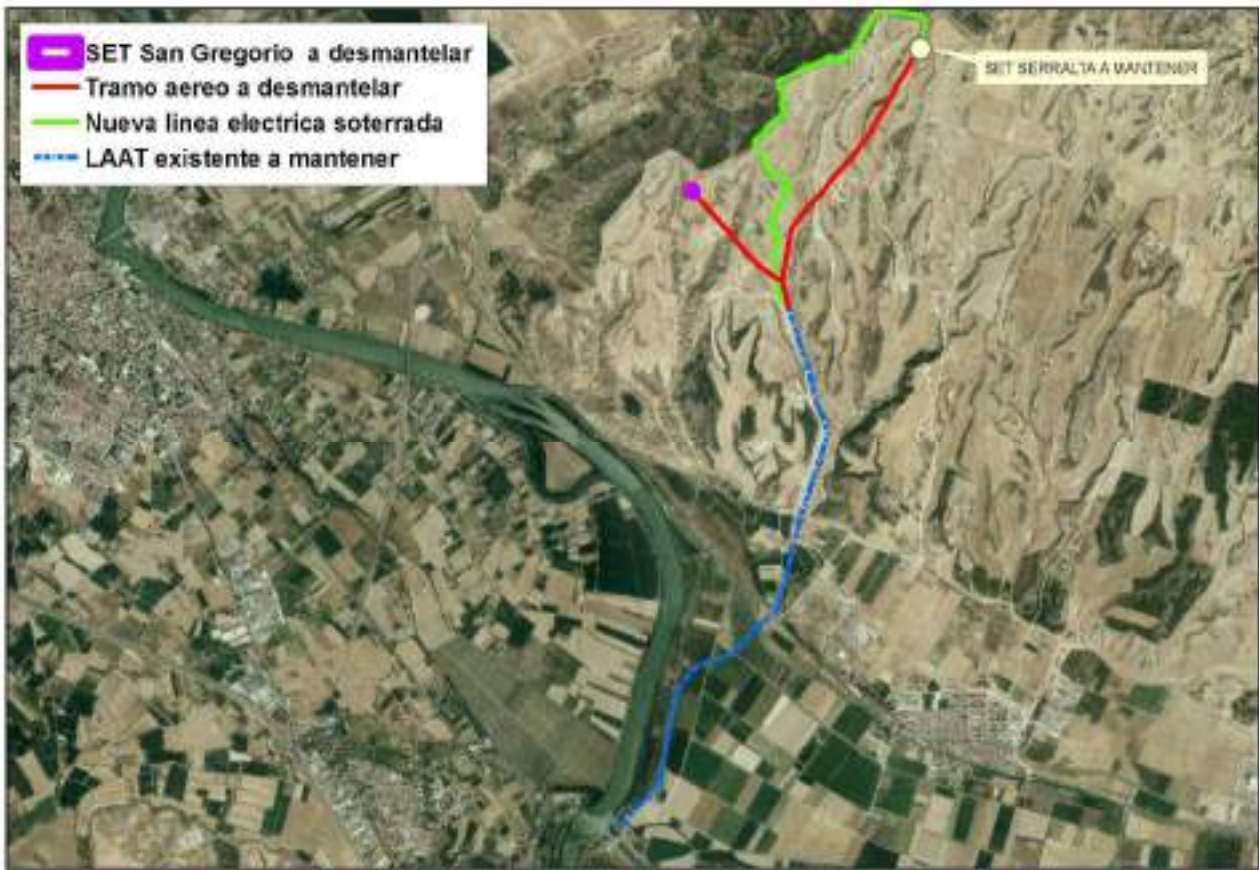 SET San Gregorio a desmantelar
Tramo aereo a desmantelar
Nueva linea electrica soterrada
LAAT existente a mantener
SET SERRALTA A MANTENER